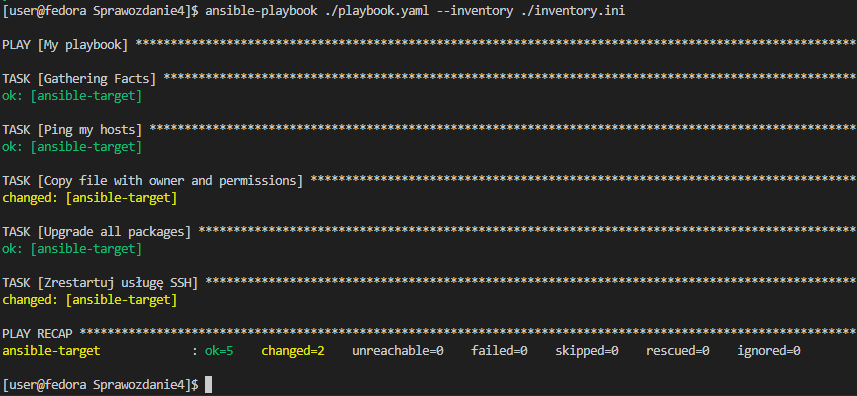 [user@fedora Sprawozdanie4]$ ansible-playbook ./playbook.yaml --inventory ./inventory.ini
PLAY [My playbook] *******************************************************************************************************
TASK [Gathering Facts] ***************************************************************************************************
ok: [ansible-target]
TASK [Ping my hosts] *****************************************************************************************************
ok: [ansible-target]
TASK [Copy file with owner and permissions] ******************************************************************************
changed: [ansible-target]
TASK [Upgrade all packages] **********************************************************************************************
ok: [ansible-target]
TASK [Zrestartuj usługę SSH] *********************************************************************************************
changed: [ansible-target]
PLAY RECAP ***************************************************************************************************************
ansible-target             : ok=5    changed=2    unreachable=0    failed=0    skipped=0    rescued=0    ignored=0
[user@fedora Sprawozdanie4]$